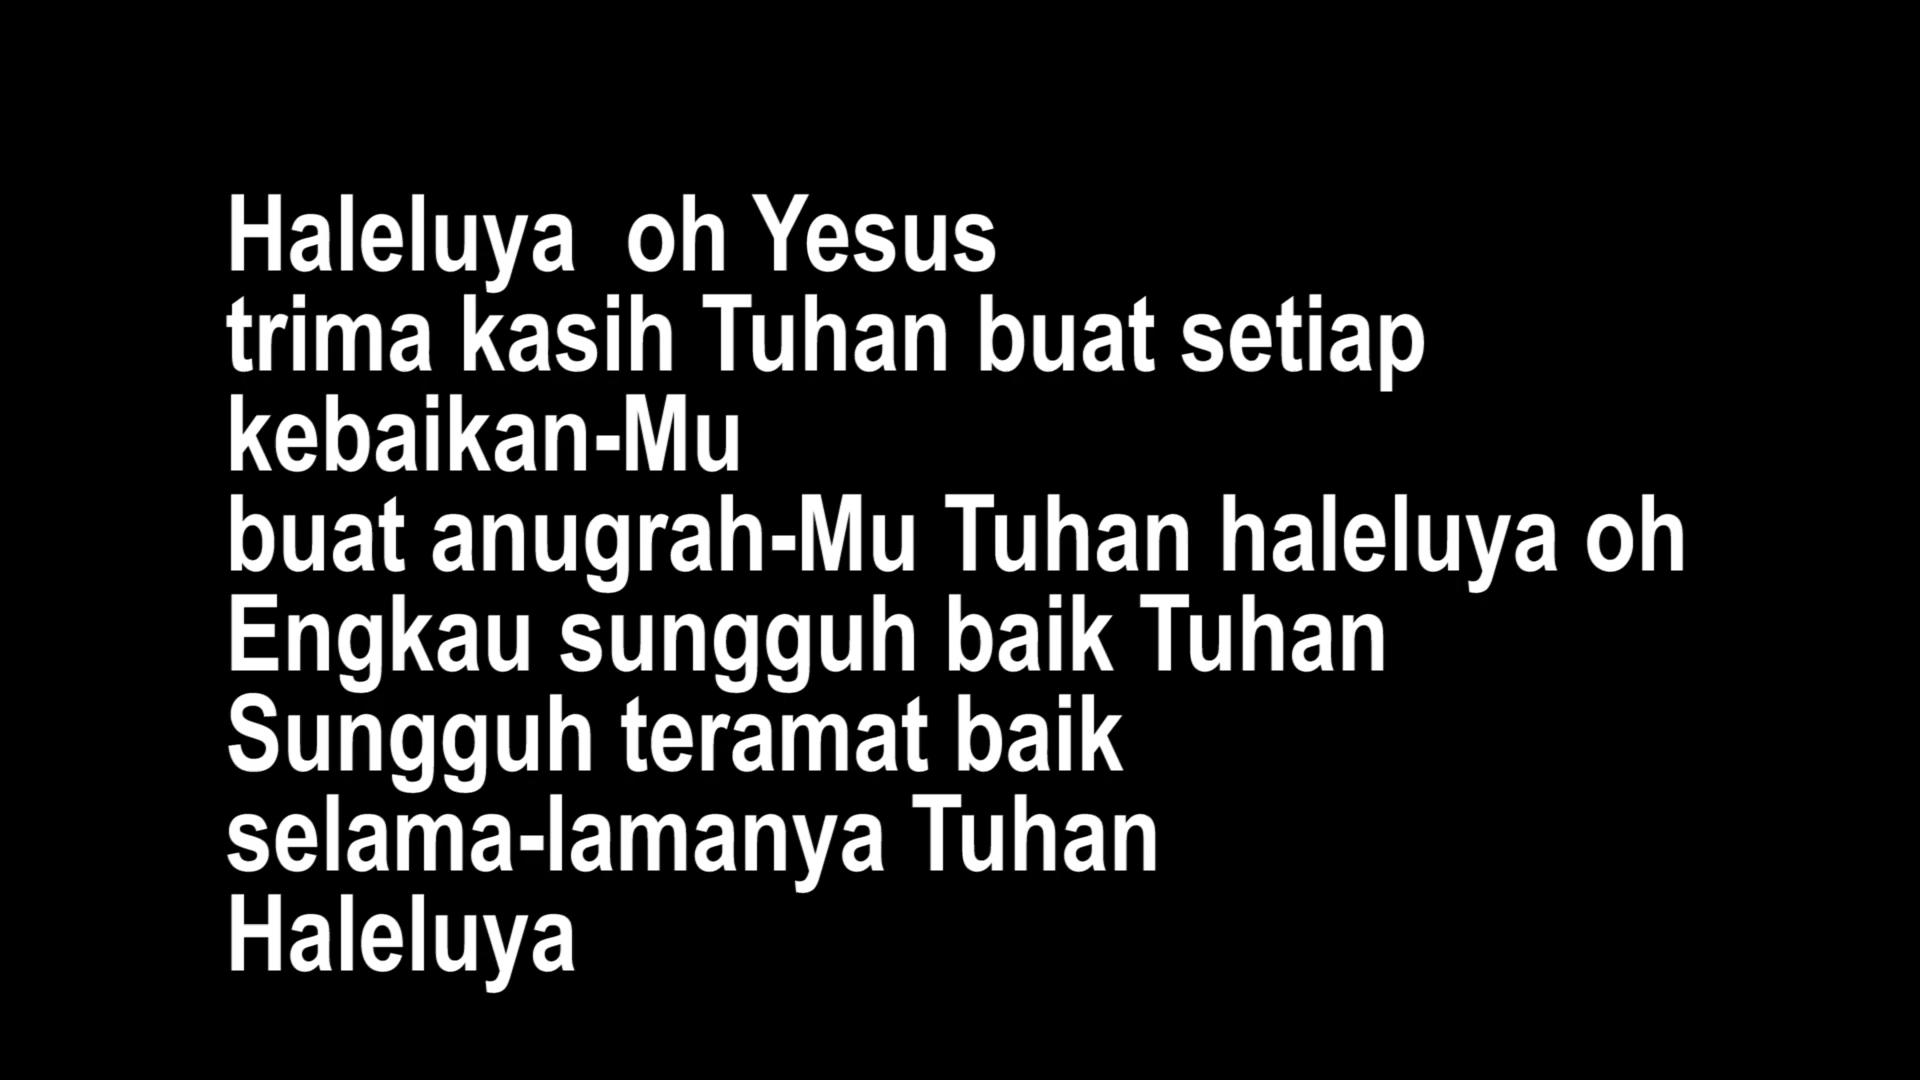 Haleluya  oh Yesus
trima kasih Tuhan buat setiap
kebaikan-Mu
buat anugrah-Mu Tuhan haleluya oh
Engkau sungguh baik Tuhan
Sungguh teramat baik
selama-lamanya Tuhan
Haleluya